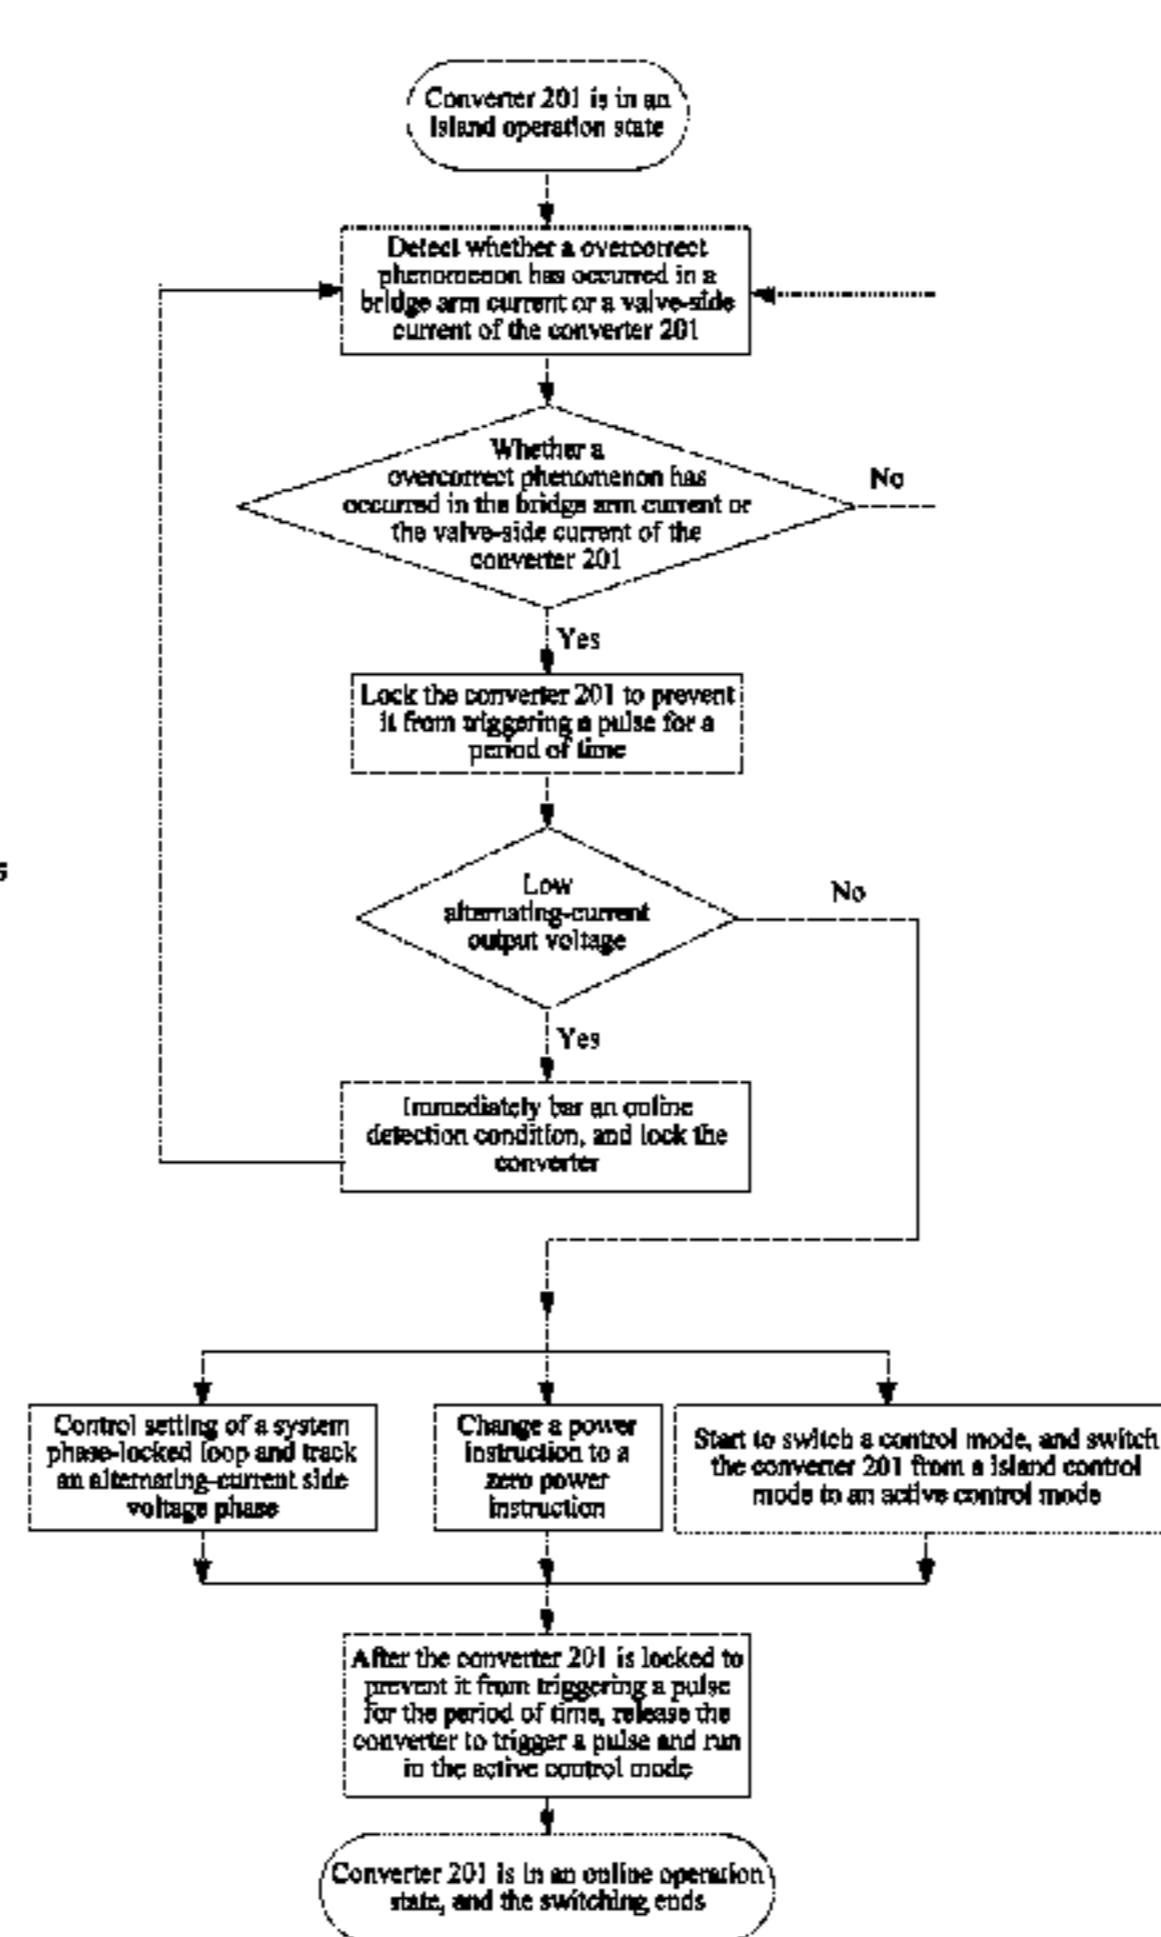 Converter 201 is in an
island operation state
Detect whether a overcorrect
phenomenon has occurred in a
bridge arm current or a valve-side
current of the converter 201
Whether a
overcorrect phenomenon has
No
occurred in the bridge arm current or
the valve-side current of the
converter 201
Yes
Lock the converter 201 to prevent
it from triggering a pulse for a
period of time
Low
No
alternating-current
output voltage
Yes
Immediately bar an online
detection condition, and lock the
converter
Control setting of a system
phase-locked loop and track
an alternating-current side
voltage phase
Change a power
instruction to a
zero power
instruction
Start to switch a control mode, and switch
the converter 201 from a island control
mode to an active control mode
After the converter 201 is locked to
prevent it from triggering a pulse
for the period of time, release the
converter to trigger a pulse and run
in the active control mode
Converter 201 is in an online operation
state, and the switching ends